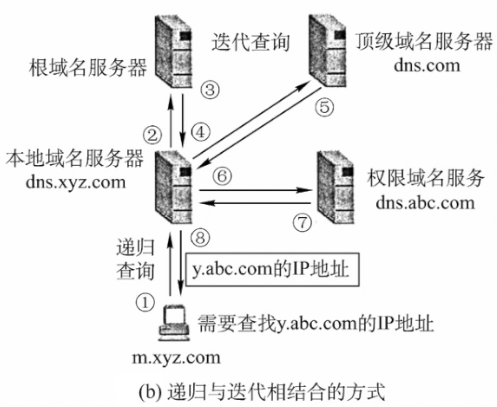 迭代查询
根域名服务器
顶级域名服务器
dns.com
③
②
④
⑤
本地域名服务器
dns.xyz.com
⑥
权限域名服务
dns.abc.com
⑦
⑧
递归
查询
y.abc.com的IP地址
①
需要查找y.abc.com的IP地址
m.xyz.com
(b) 递归与迭代相结合的方式